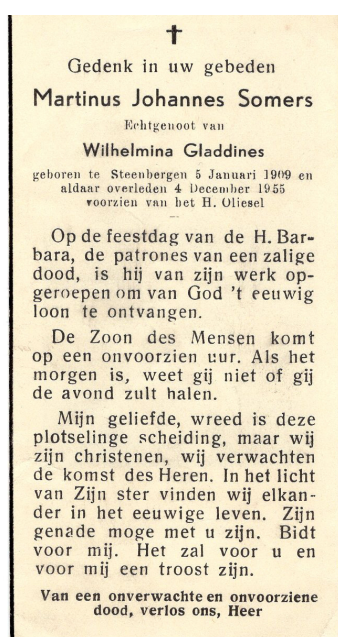 Gedenk in uw gebeden
Martinus Johannes Somers
Echtgenoot van
Wilhelmina Gladdines
geboren te Steenbergen 5 Januari 1909 en
aldaar overleden 4 December 1955
voorzien van het H. Oliesel
Op de feestdag van de H. Bar-
bara, de patrones van een zalige
dood, is hij van zijn werk op-
geroepen om van God 't eeuwig
loon te ontvangen.
De Zoon des Mensen komt
op een onvoorzien uur. Als het
morgen is, weet gij niet of gij
de avond zult halen.
Mijn geliefde, wreed is deze
plotselinge scheiding, maar wij
zijn christenen, wij verwachten
de komst des Heren. In het licht
van Zijn ster vinden wij elkan-
der in het eeuwige leven. Zijn
genade moge met u zijn. Bidt
voor mij. Het zal voor u en
voor mij een troost zijn.
Van een onverwachte en onvoorziene
dood, verlos ons, Heer